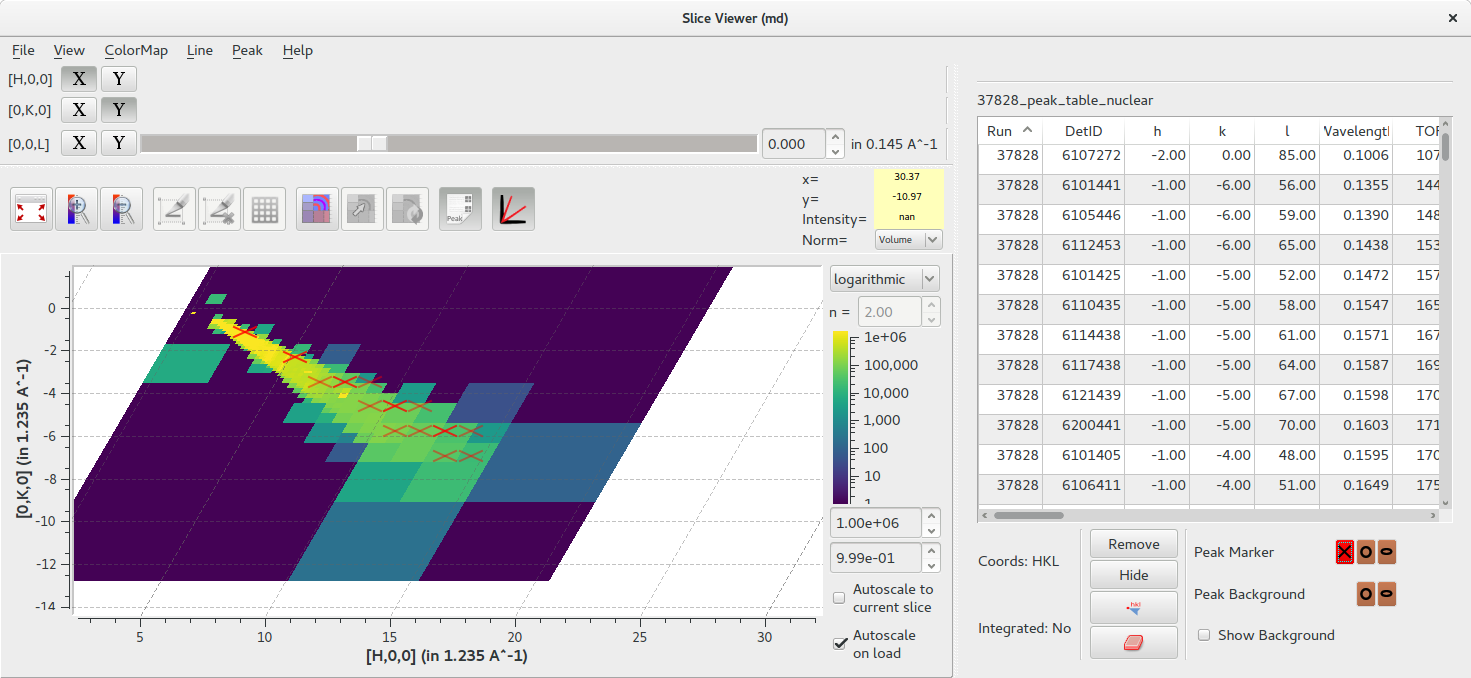 Slice Viewer (md)
×
File View ColorMap Line Peak Help
[H,0,0] X Y
[0,K,0] X Y
[0,0,L] X Y 0.000 in 0.145 A^-1
Peak
x= 30.37
y= -10.97
Intensity= nan
Norm= Volume
logarithmic
n = 2.00
1e+06
100,000
10,000
1,000
100
10
1
1.00e+06
9.99e-01
Autoscale to
current slice
Autoscale
on load
[0,K,0] (in 1.235 A^-1)
0
-2
-4
-6
-8
-10
-12
-14
5 10 15 20 25 30
[H,0,0] (in 1.235 A^-1)
37828_peak_table_nuclear
Run DetID h k l Wavelengtl TOF
37828 6107272 -2.00 0.00 85.00 0.1006 107
37828 6101441 -1.00 -6.00 56.00 0.1355 144
37828 6105446 -1.00 -6.00 59.00 0.1390 148
37828 6112453 -1.00 -6.00 65.00 0.1438 153
37828 6101425 -1.00 -5.00 52.00 0.1472 157
37828 6110435 -1.00 -5.00 58.00 0.1547 165
37828 6114438 -1.00 -5.00 61.00 0.1571 167
37828 6117438 -1.00 -5.00 64.00 0.1587 169
37828 6121439 -1.00 -5.00 67.00 0.1598 170
37828 6200441 -1.00 -5.00 70.00 0.1603 171
37828 6101405 -1.00 -4.00 48.00 0.1595 170
37828 6106411 -1.00 -4.00 51.00 0.1649 175
Coords: HKL
Integrated: No
Remove
Hide
hkl
Peak Marker
Peak Background
Show Background